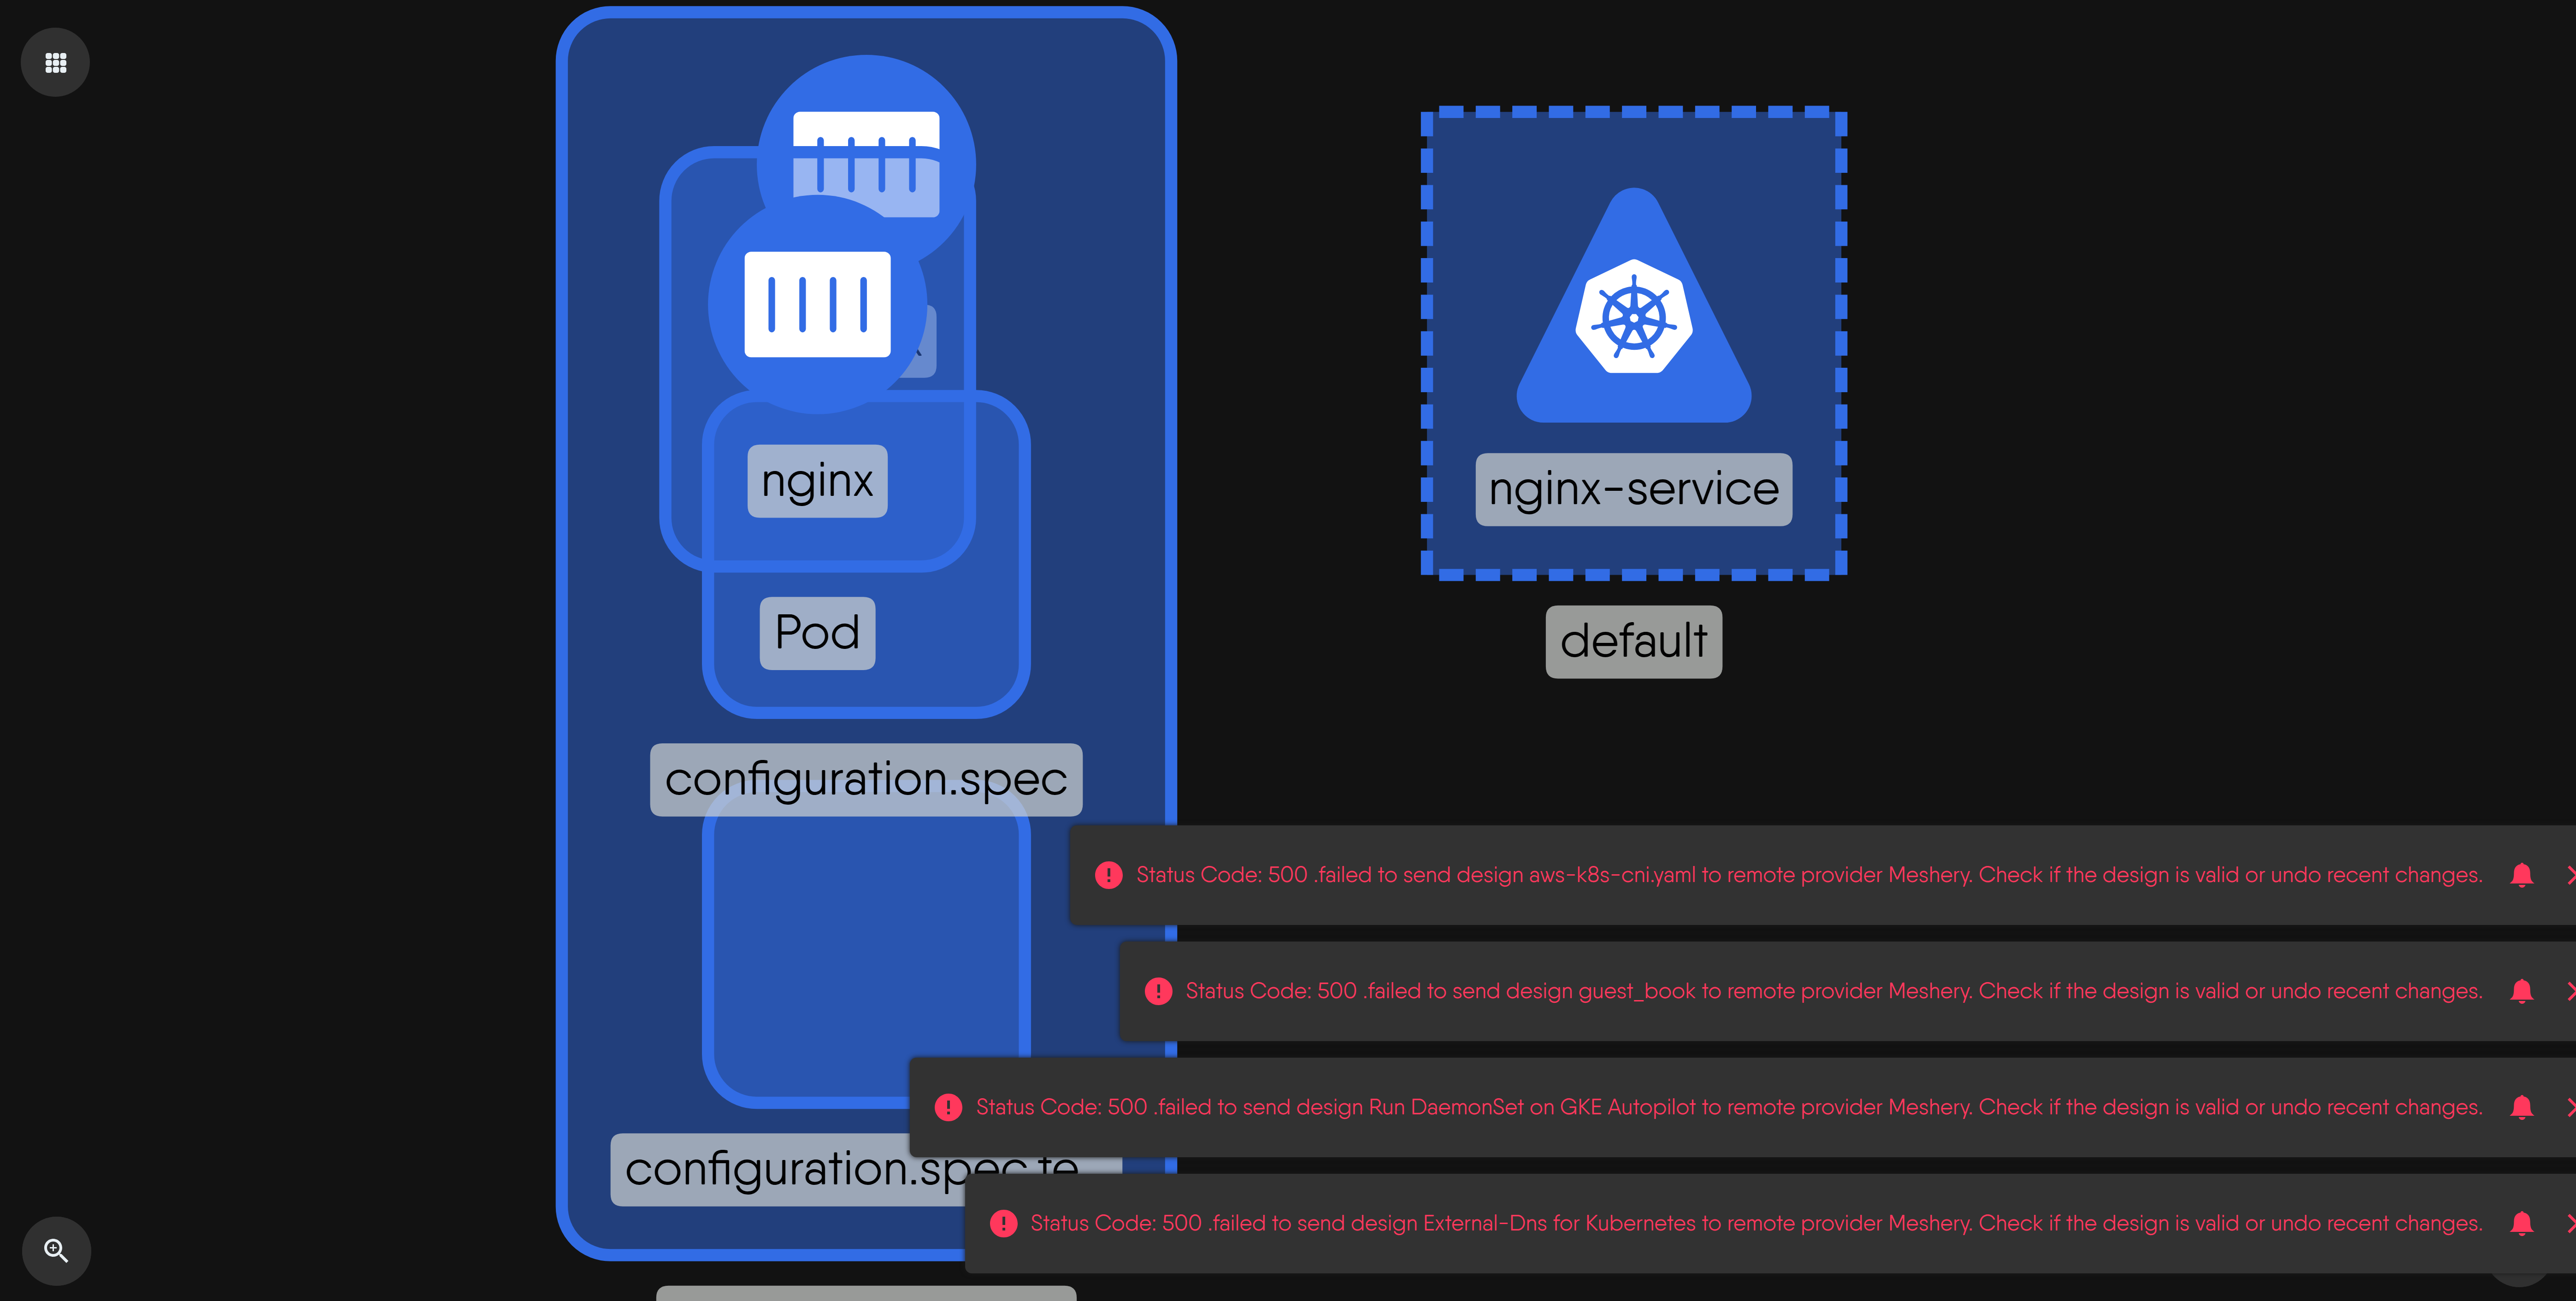 nginx
Pod
configuration.spec
nginx-service
default
Status Code: 500 .failed to send design aws-k8s-cni.yaml to remote provider Meshery. Check if the design is valid or undo recent changes.
Status Code: 500 .failed to send design guest_book to remote provider Meshery. Check if the design is valid or undo recent changes.
Status Code: 500 .failed to send design Run DaemonSet on GKE Autopilot to remote provider Meshery. Check if the design is valid or undo recent changes.
configuration.spec.te
Status Code: 500 .failed to send design External-Dns for Kubernetes to remote provider Meshery. Check if the design is valid or undo recent changes.